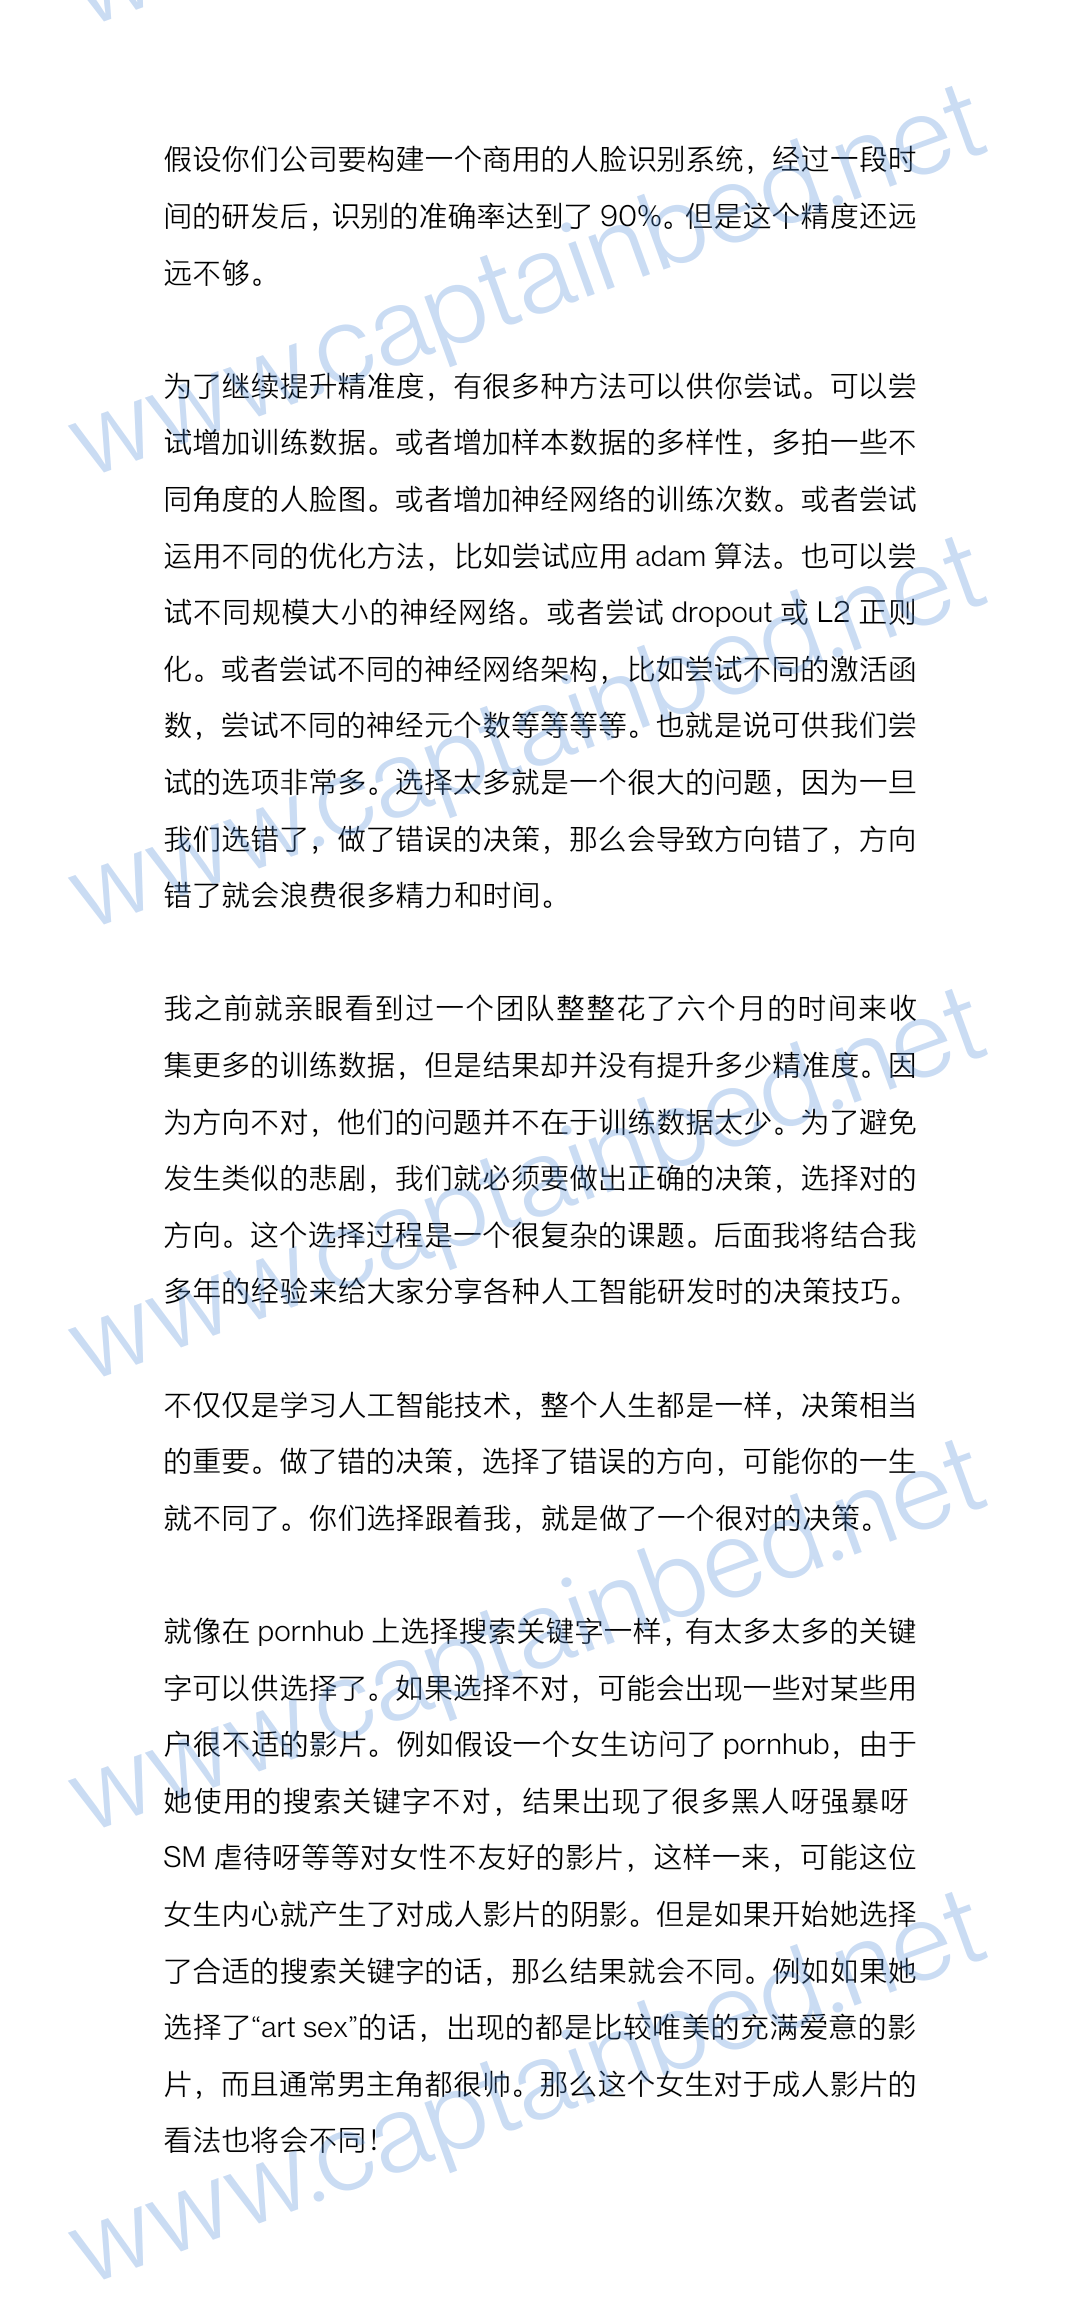 假设你们公司要构建一个商用的人脸识别系统，经过一段时
间的研发后，识别的准确率达到了 90%。但是这个精度还远
远不够。
为了继续提升精准度，有很多种方法可以供你尝试。可以尝
试增加训练数据。或者增加样本数据的多样性，多拍一些不
同角度的人脸图。或者增加神经网络的训练次数。或者尝试
运用不同的优化方法，比如尝试应用 adam 算法。也可以尝
试不同规模大小的神经网络。或者尝试 dropout 或 L2 正则
化。或者尝试不同的神经网络架构，比如尝试不同的激活函
数，尝试不同的神经元个数等等等等。也就是说可供我们尝
试的选项非常多。选择太多就是一个很大的问题，因为一旦
我们选错了，做了错误的决策，那么会导致方向错了，方向
错了就会浪费很多精力和时间。
我之前就亲眼看到过一个团队整整花了六个月的时间来收
集更多的训练数据，但是结果却并没有提升多少精准度。因
为方向不对，他们的问题并不在于训练数据太少。为了避免
发生类似的悲剧，我们就必须要做出正确的决策，选择对的
方向。这个选择过程是一个很复杂的课题。后面我将结合我
多年的经验来给大家分享各种人工智能研发时的决策技巧。
不仅仅是学习人工智能技术，整个人生都是一样，决策相当
的重要。做了错的决策，选择了错误的方向，可能你的一生
就不同了。你们选择跟着我，就是做了一个很对的决策。
就像在 pornhub 上选择搜索关键字一样，有太多太多的关键
字可以供选择了。如果选择不对，可能会出现一些对某些用
户很不适的影片。例如假设一个女生访问了 pornhub，由于
她使用的搜索关键字不对，结果出现了很多黑人呀强暴呀
SM 虐待呀等等对女性不友好的影片，这样一来，可能这位
女生内心就产生了对成人影片的阴影。但是如果开始她选择
了合适的搜索关键字的话，那么结果就会不同。例如如果她
选择了“art sex”的话，出现的都是比较唯美的充满爱意的影
片，而且通常男主角都很帅。那么这个女生对于成人影片的
看法也将会不同！
www.captainbed.net
www.captainbed.net
www.captainbed.net
www.captainbed.net
www.captainbed.net